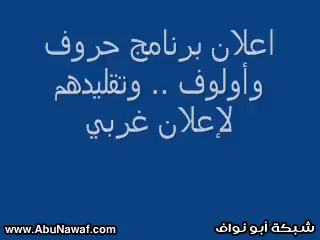 اعلان برنامج حروف
وأولوف .. وتقليدهم
لإعلان غربي
شبكة أبو نواف
www.AbuNawaf.com